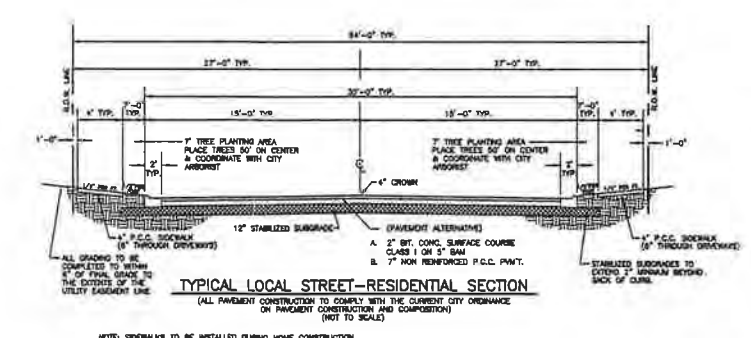 64'-0" TYP.
27'-0" TYP.
27'-0" TYP.
30'-0" TYP.
R.O.W. LINE
R.O.W. LINE
4' TYP.
7'-0"
TYP.
15'-0" TYP.
15'-0" TYP.
7'-0"
TYP.
4' TYP.
1'-0"
1'-0"
7' TREE PLANTING AREA
PLACE TREES 50' ON CENTER
& COORDINATE WITH CITY
ARBORIST
7' TREE PLANTING AREA
PLACE TREES 50' ON CENTER
& COORDINATE WITH CITY
ARBORIST
2'
TYP.
TYP.
4" CROWN
PER FT.
PER FT.
4" P.C.C. SIDEWALK
(6" THROUGH DRIVEWAYS)
12" STABILIZED SUBGRADE
(PAVEMENT ALTERNATIVE)
A. 2" BIT. CONC. SURFACE COURSE
CLASS I ON 5" BAM
B. 7" NON REINFORCED P.C.C. PVM'T.
4" P.C.C. SIDEWALK
(6" THROUGH DRIVEWAYS)
ALL GRADING TO BE
COMPLETED TO WITHIN
OF FINAL GRADE TO
THE EXTENTS OF THE
UTILITY EASEMENT LINE
STABILIZED SUBGRADES TO
EXTEND 2' MINIMUM BEYOND
BACK OF CURB.
TYPICAL LOCAL STREET-RESIDENTIAL SECTION
(ALL PAVEMENT CONSTRUCTION TO COMPLY WITH THE CURRENT CITY ORDINANCE
ON PAVEMENT CONSTRUCTION AND COMPOSITION)
(NOT TO SCALE)
NOTE: SIDEWALKS TO BE INSTALLED DURING HOME CONSTRUCTION